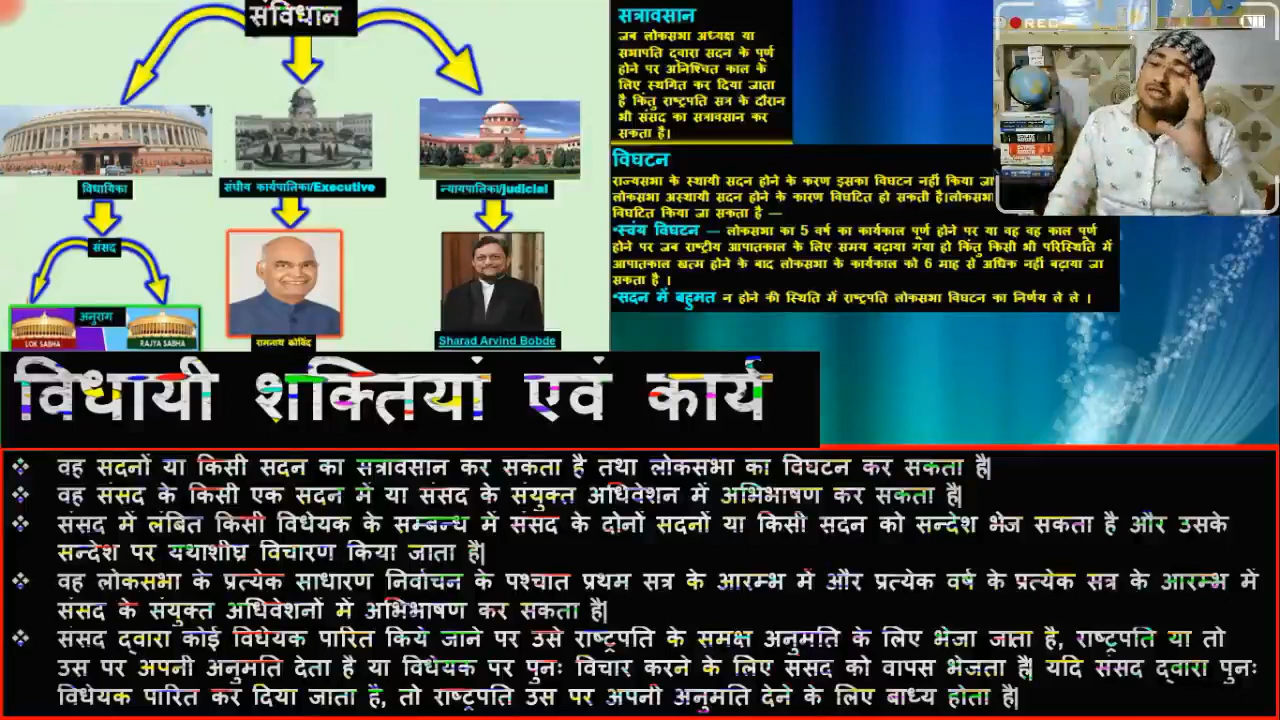 संविधान
विधायिका
संघीय कार्यपालिका/Executive
न्यायपालिका/judicial
संसद
अनुराग
LOK SABHA
RAJYA SABHA
रामनाथ कोविंद
Sharad Arvind Bobde
सत्रावसान
जब लोकसभा अध्यक्ष या
सभापति द्वारा सदन के पूर्ण
होने पर अनिश्चित काल के
लिए स्थगित कर दिया जाता
है किंतु राष्ट्रपति सत्र के दौरान
भी संसद का सत्रावसान कर
सकता है।
REC
विघटन
राज्यसभा के स्थायी सदन होने के करण इसका विघटन नहीं किया जा
लोकसभा अस्थायी सदन होने के कारण विघटित हो सकती है।लोकसभ
विघटित किया जा सकता है —
•स्वंय विघटन — लोकसभा का 5 वर्ष का कार्यकाल पूर्ण होने पर या वह वह काल पूर्ण
होने पर जब राष्ट्रीय आपातकाल के लिए समय बढ़ाया गया हो किंतु किसी भी परिस्थिति में
आपातकाल खत्म होने के बाद लोकसभा के कार्यकाल को 6 माह से अधिक नहीं बढ़ाया जा
सकता है ।
•सदन में बहुमत न होने की स्थिति में राष्ट्रपति लोकसभा विघटन का निर्णय ले ले ।
विधायी शक्तियां एवं कार्य
❖ वह सदनों या किसी सदन का सत्रावसान कर सकता है तथा लोकसभा का विघटन कर सकता है|
❖ वह संसद के किसी एक सदन में या संसद के संयुक्त अधिवेशन में अभिभाषण कर सकता है|
❖ संसद में लंबित किसी विधेयक के सम्बन्ध में संसद के दोनों सदनों या किसी सदन को सन्देश भेज सकता है और उसके
सन्देश पर यथाशीघ्र विचारण किया जाता है|
❖ वह लोकसभा के प्रत्येक साधारण निर्वाचन के पश्चात प्रथम सत्र के आरम्भ में और प्रत्येक वर्ष के प्रत्येक सत्र के आरम्भ में
संसद के संयुक्त अधिवेशनों में अभिभाषण कर सकता है|
❖ संसद द्वारा कोई विधेयक पारित किये जाने पर उसे राष्ट्रपति के समक्ष अनुमति के लिए भेजा जाता है, राष्ट्रपति या तो
उस पर अपनी अनुमति देता है या विधेयक पर पुनः विचार करने के लिए संसद को वापस भेजता है| यदि संसद द्वारा पुनः
विधेयक पारित कर दिया जाता है, तो राष्ट्रपति उस पर अपनी अनुमति देने के लिए बाध्य होता है|